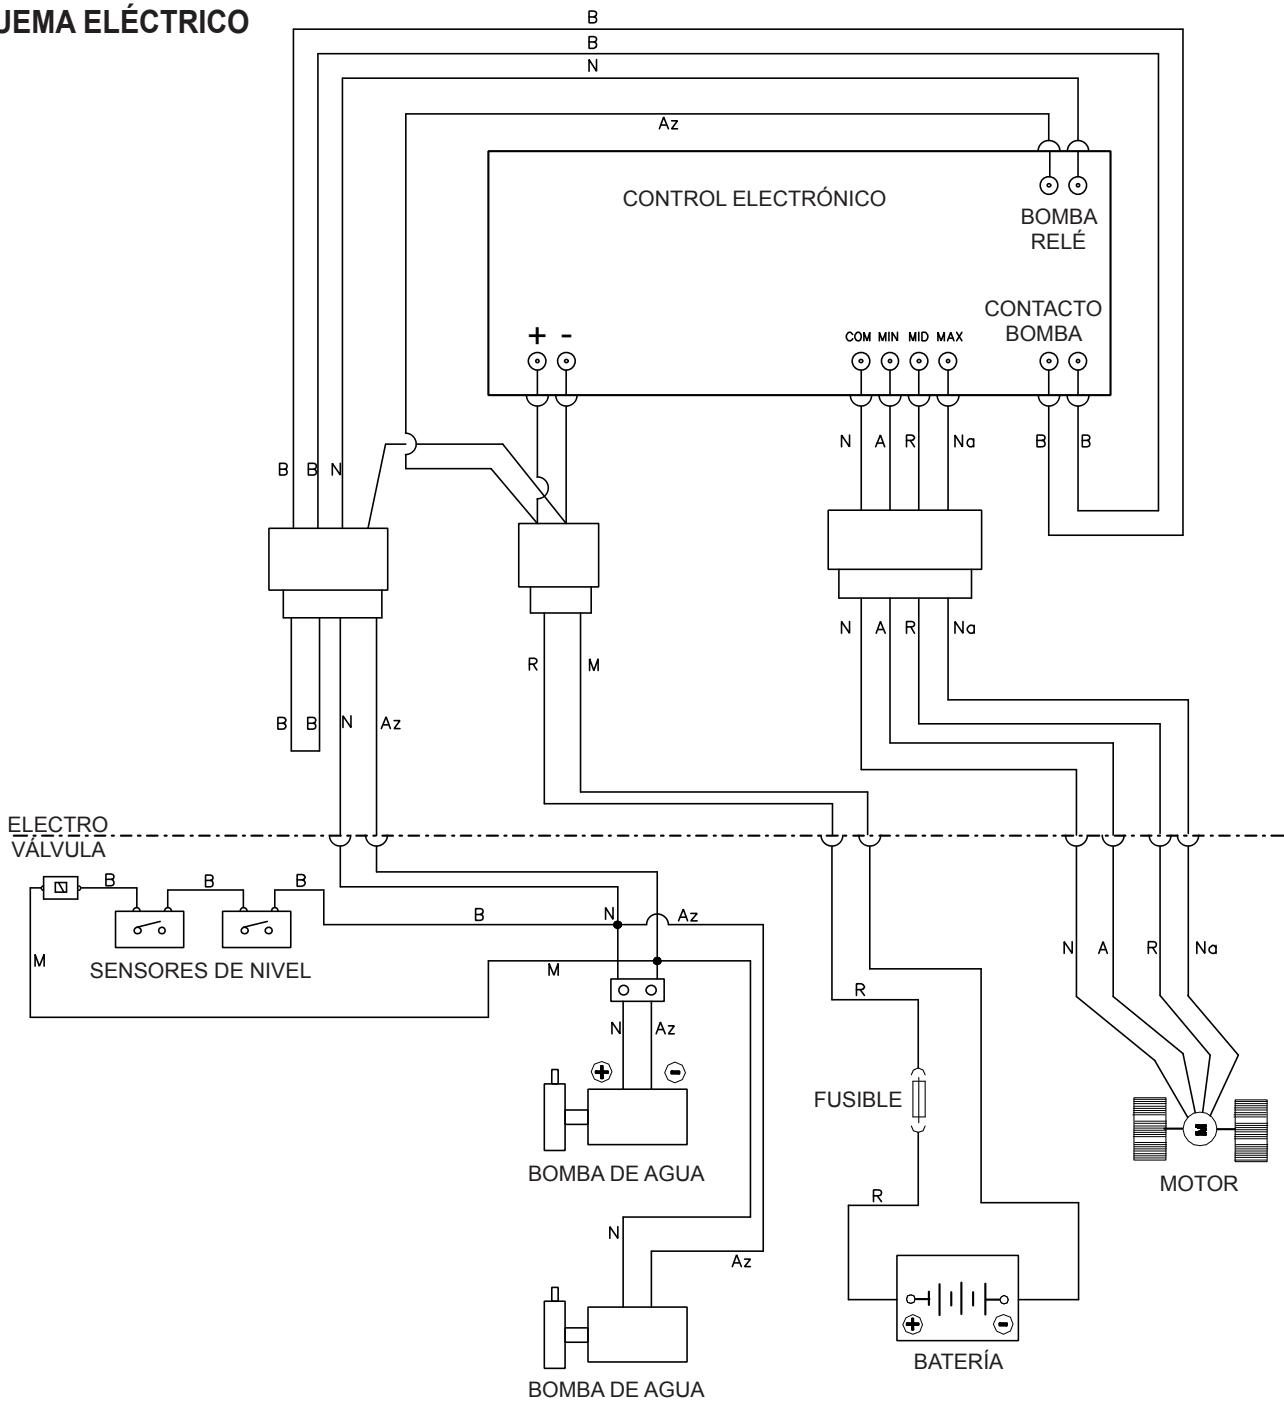 UEMA ELÉCTRICO
B
B
N
Az
CONTROL ELECTRÓNICO
BOMBA
RELÉ
CONTACTO
BOMBA
+ -
COM MIN MID MAX
N A R Na B B
B B N
N A R Na
R M
B B N Az
ELECTRO
VÁLVULA
B B B
B N Az
M
SENSORES DE NIVEL
M
N A R Na
R
N Az
+ -
FUSIBLE
BOMBA DE AGUA
M
MOTOR
R
N
Az
+ -
BATERÍA
BOMBA DE AGUA